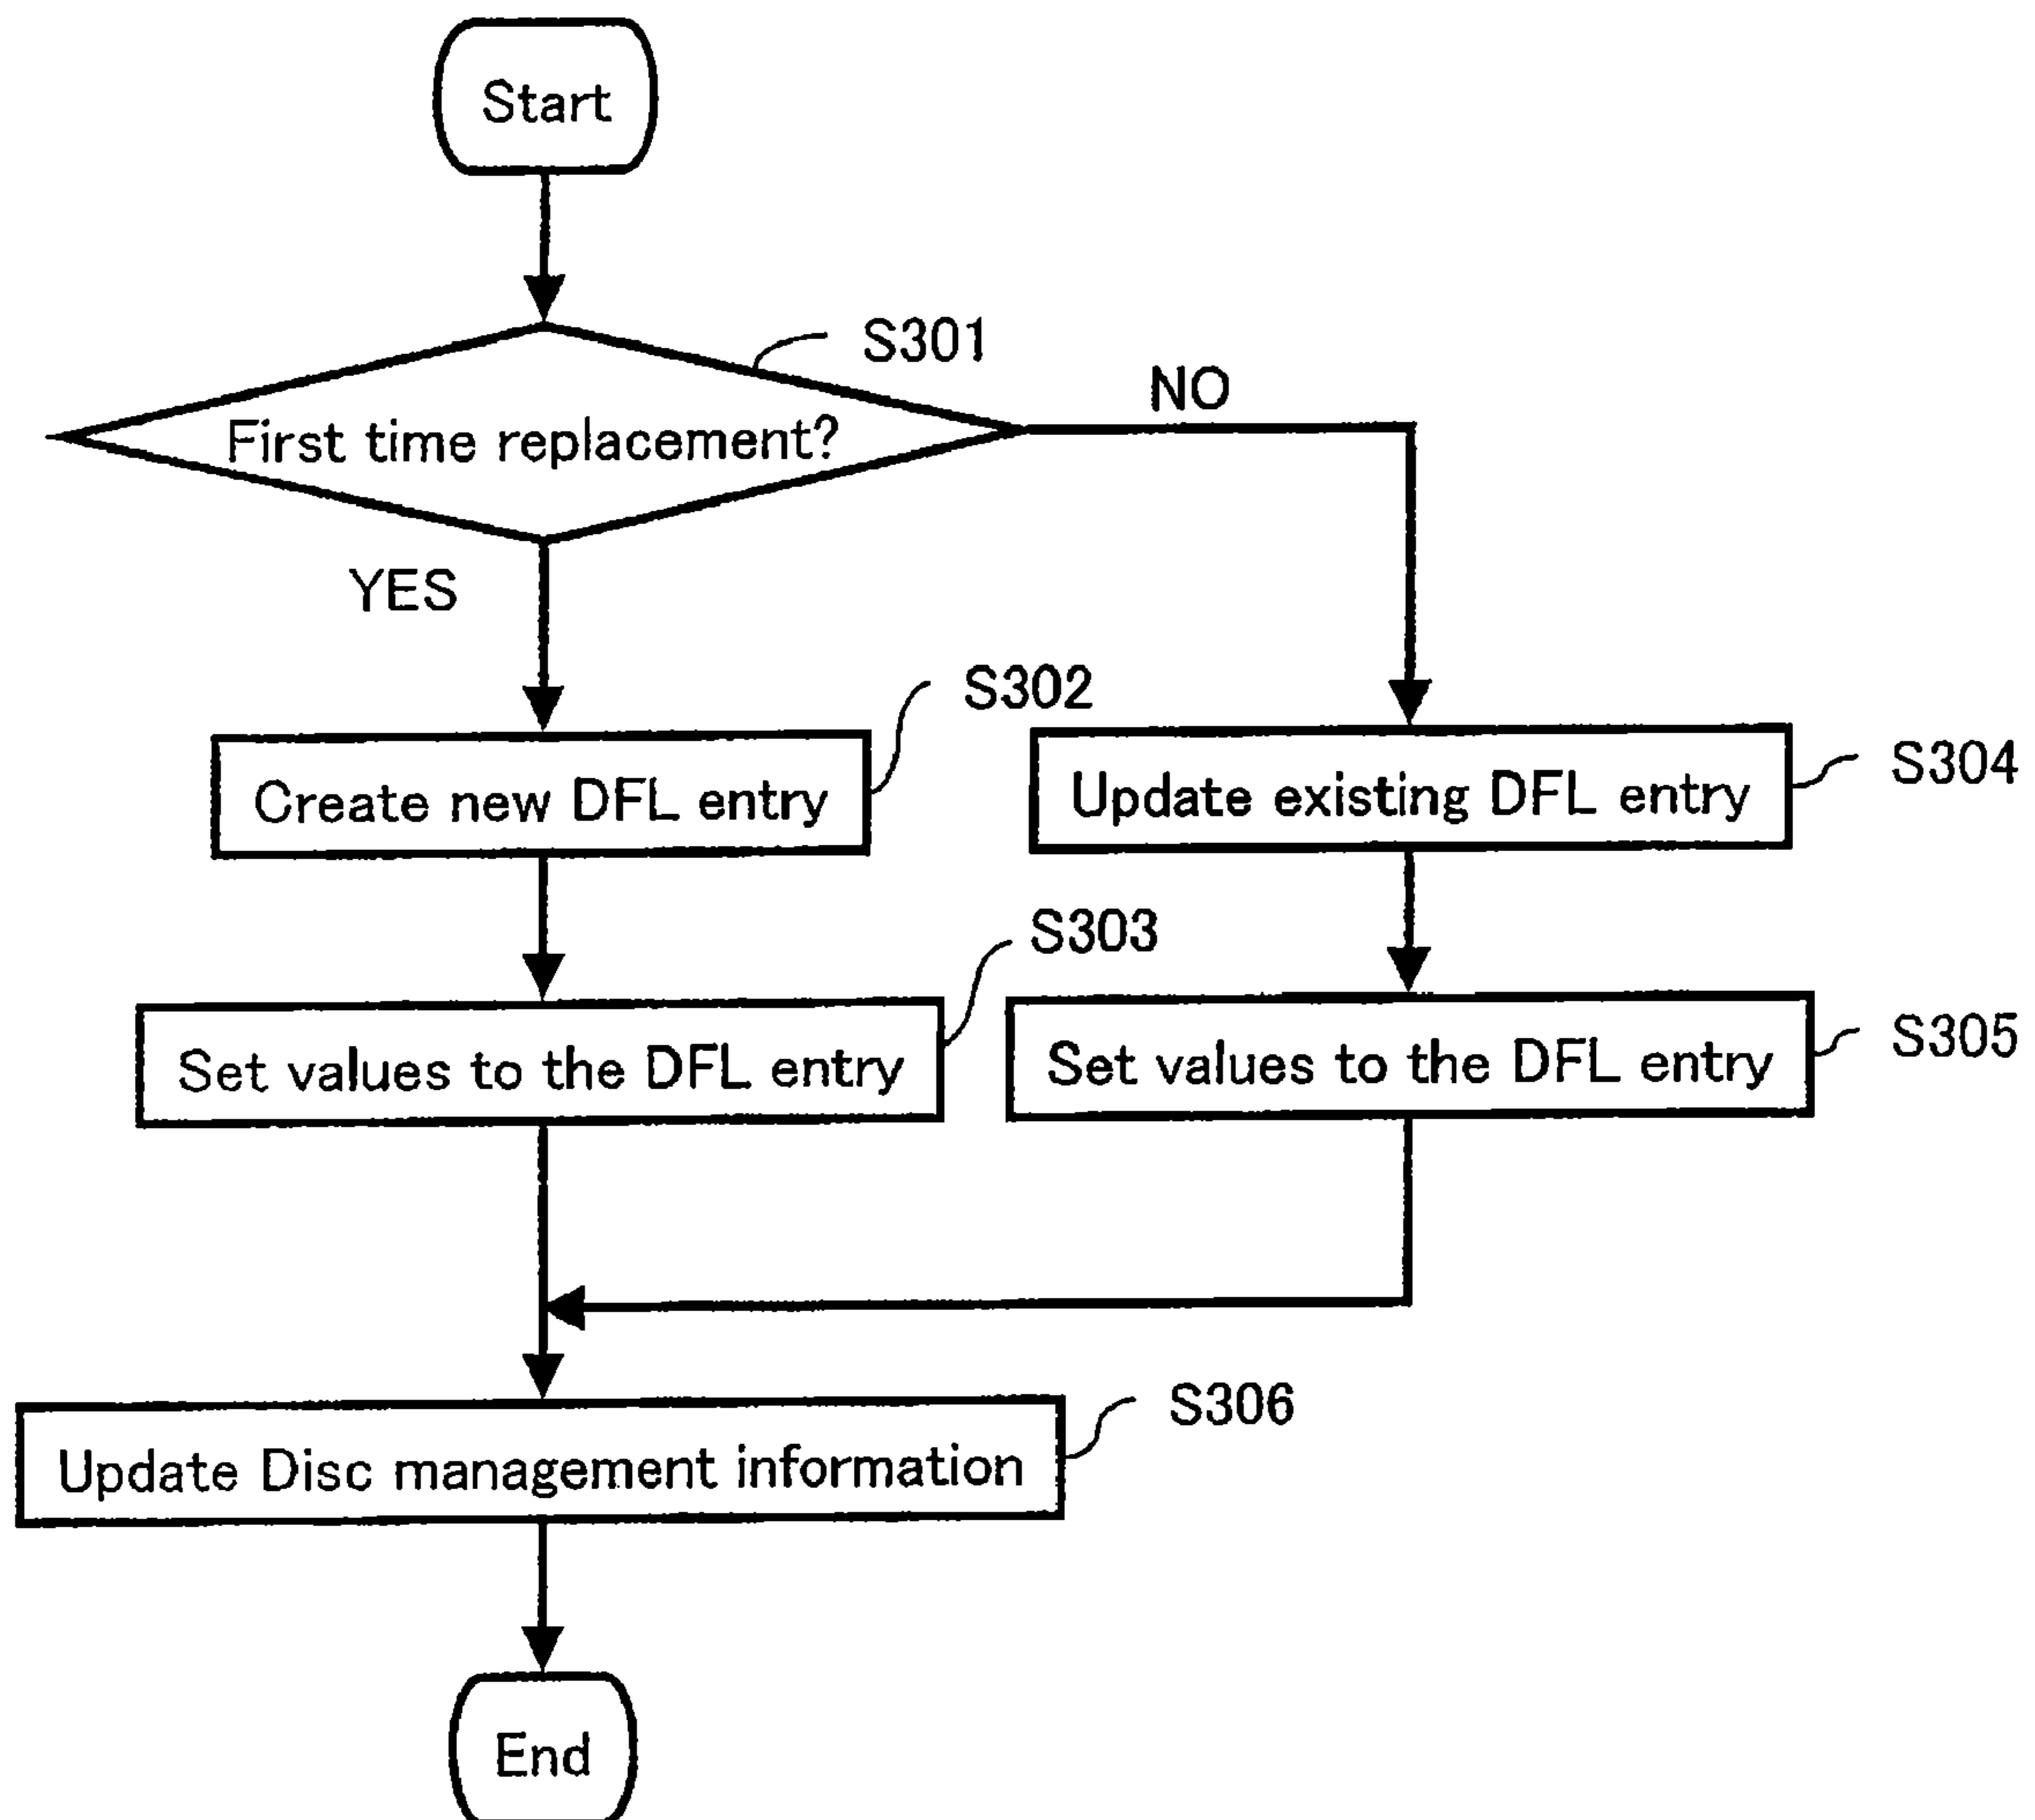 Start
S301
First time replacement?
NO
YES
S302
Create new DFL entry
Update existing DFL entry
S304
S303
Set values to the DFL entry
Set values to the DFL entry
S305
S306
Update Disc management information
End